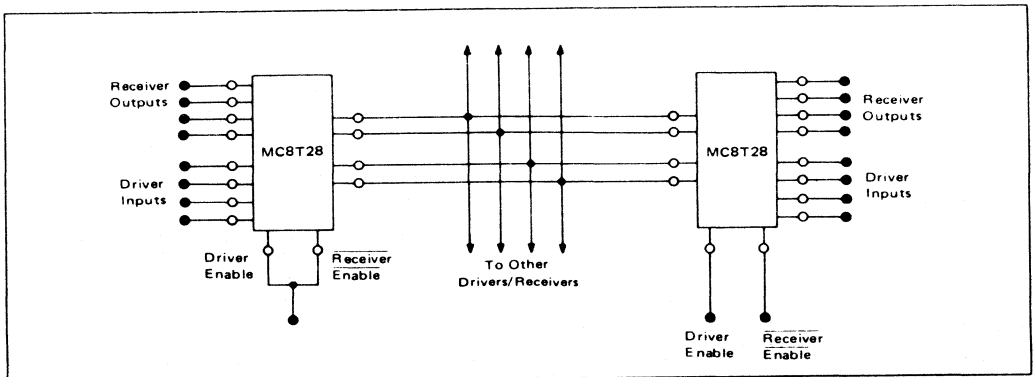 Receiver
Outputs
MC8T28
Driver
Inputs
Driver
Enable
Receiver
Enable
To Other
Drivers/Receivers
MC8T28
Receiver
Outputs
Driver
Inputs
Driver
Enable
Receiver
Enable